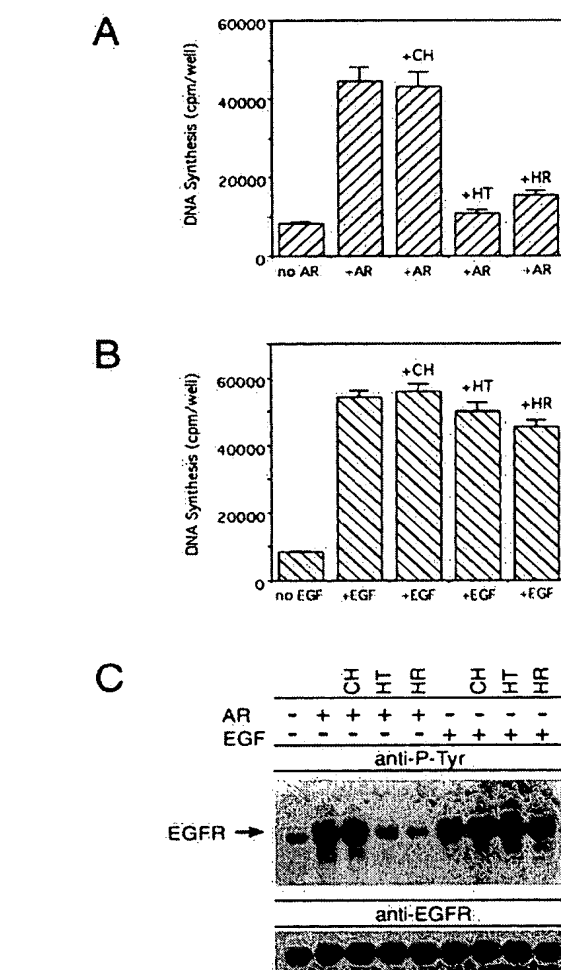 A
DNA Synthesis (cpm/well)
60000
40000
20000
0
+CH
+HT
+HR
no AR +AR +AR +AR +AR
B
DNA Synthesis (cpm/well)
60000
40000
20000
0
+CH
+HT
+HR
no EGF +EGF +EGF +EGF +EGF
C
CH HT HR CH HT HR
AR - + + + + - - - -
EGF - - - - - + + + +
anti-P-Tyr
EGFR
anti-EGFR